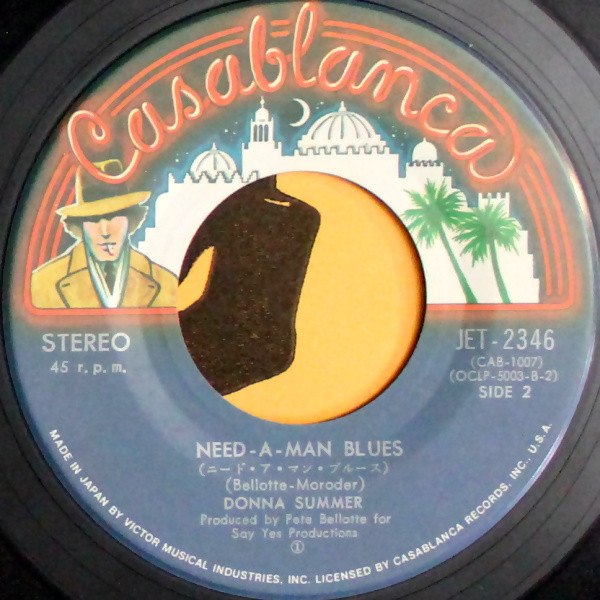 Casablanca
STEREO
45 r.p.m.
JET-2346
(CAB-1007)
(OCLP-5003-B-2)
SIDE 2
NEED-A-MAN BLUES
(ニード・ア・マン・ブルース)
(Bellotte-Moroder)
DONNA SUMMER
Produced by Pete Bellotte for
Say Yes Productions
Ⓘ
MADE IN JAPAN BY VICTOR MUSICAL INDUSTRIES, INC. LICENSED BY CASABLANCA RECORDS, INC., U.S.A.